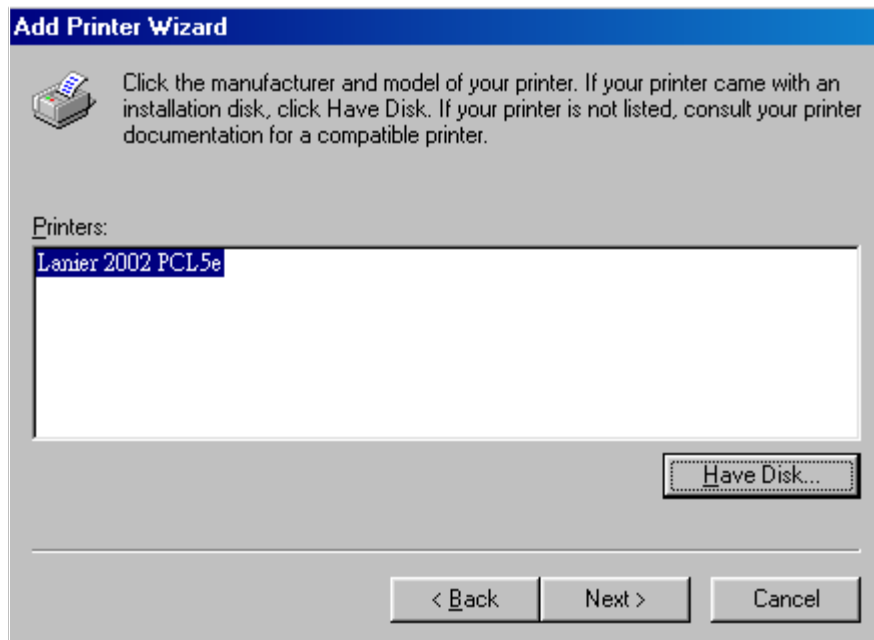 Add Printer Wizard
Click the manufacturer and model of your printer. If your printer came with an
installation disk, click Have Disk. If your printer is not listed, consult your printer
documentation for a compatible printer.
Printers:
Lanier 2002 PCL5e
Have Disk...
< Back Next > Cancel